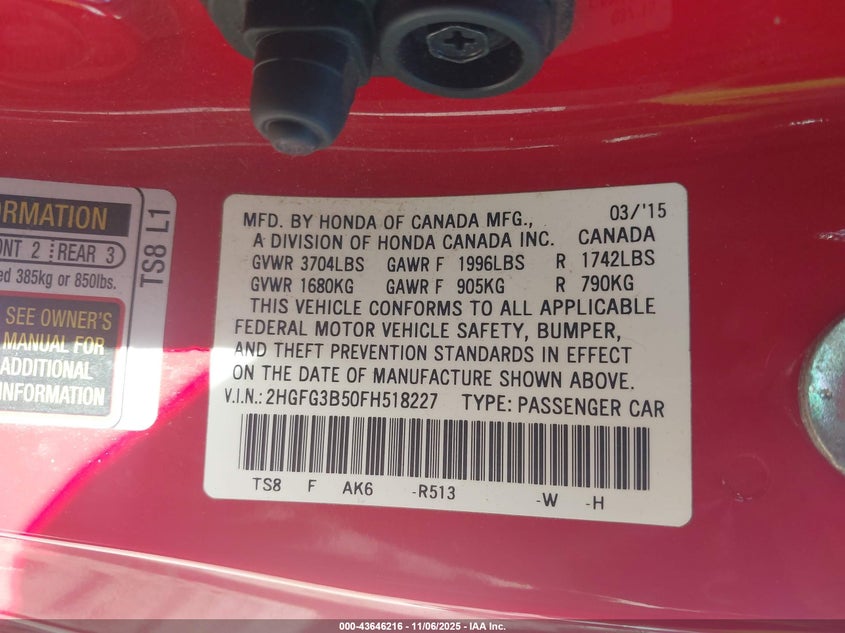 ORMATION
ONT 2 REAR 3
ed 385kg or 850lbs.
SEE OWNER'S
MANUAL FOR
ADDITIONAL
INFORMATION
TS8 L1
MFD. BY HONDA OF CANADA MFG., 03/'15
A DIVISION OF HONDA CANADA INC. CANADA
GVWR 3704LBS GAWR F 1996LBS R 1742LBS
GVWR 1680KG GAWR F 905KG R 790KG
THIS VEHICLE CONFORMS TO ALL APPLICABLE
FEDERAL MOTOR VEHICLE SAFETY, BUMPER,
AND THEFT PREVENTION STANDARDS IN EFFECT
ON THE DATE OF MANUFACTURE SHOWN ABOVE.
V.I.N.: 2HGFG3B50FH518227 TYPE: PASSENGER CAR
TS8 F AK6 -R513 -W -H
000-43646216 - 11/06/2025 - IAA Inc.